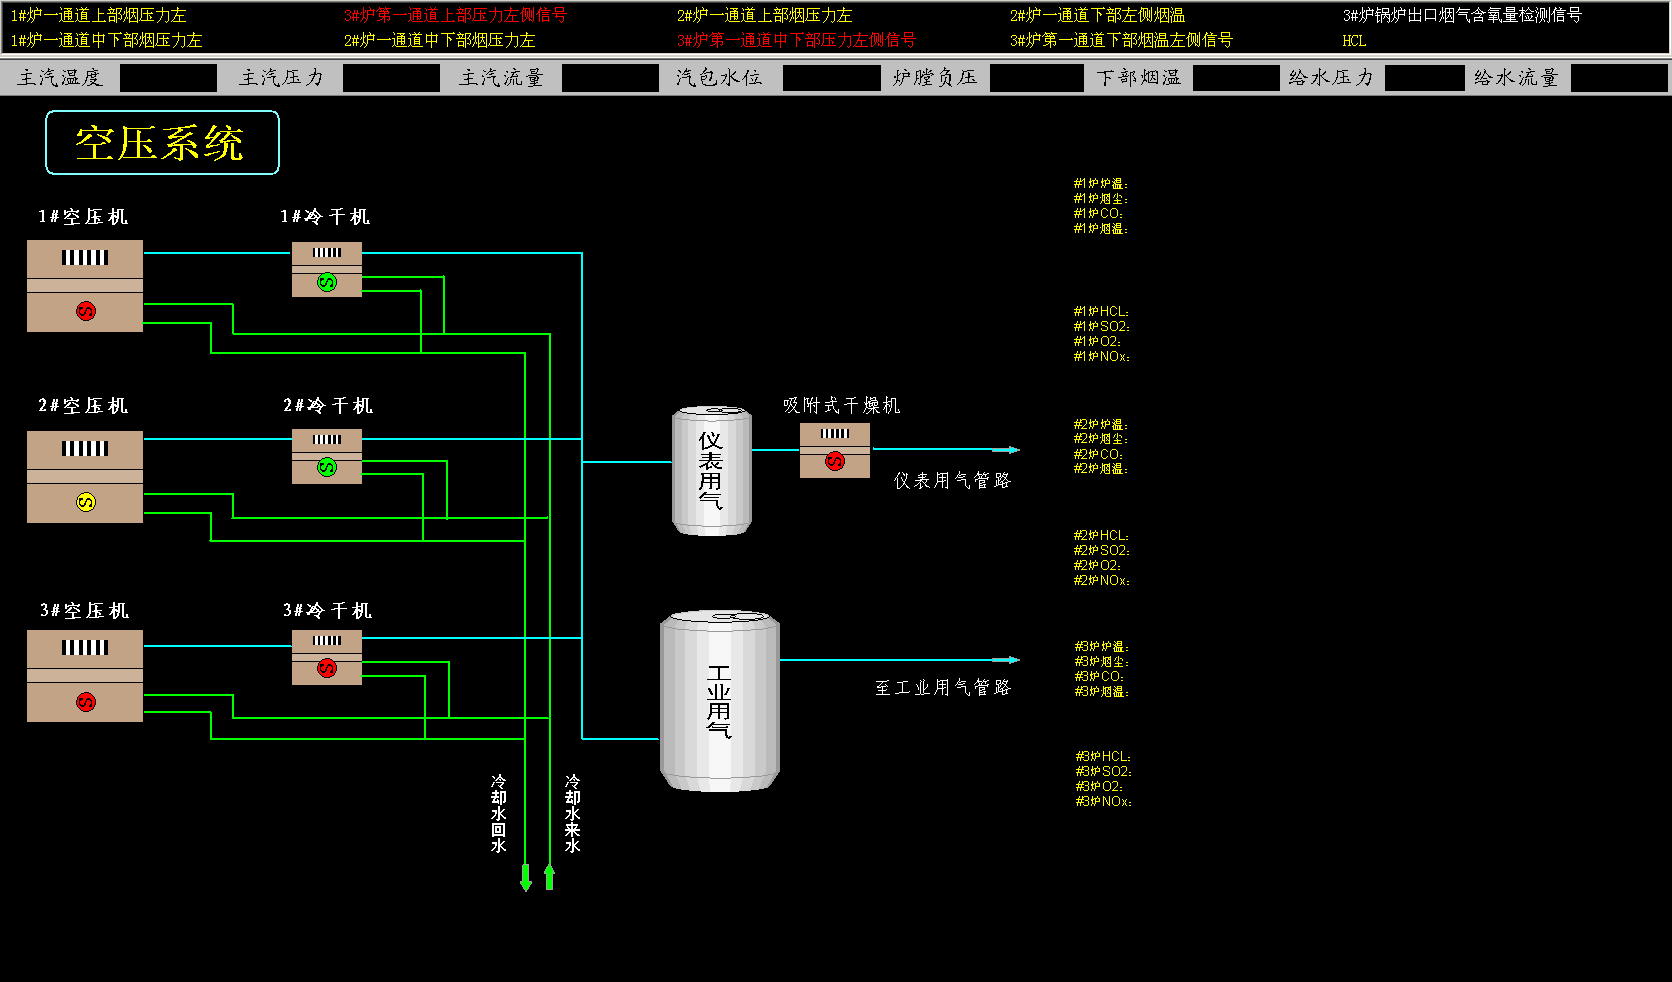 1#炉一通道上部烟压力左
3#炉第一通道上部压力左侧信号
2#炉一通道上部烟压力左
2#炉一通道下部左侧烟温
3#炉锅炉出口烟气含氧量检测信号
1#炉一通道中下部烟压力左
2#炉一通道中下部烟压力左
3#炉第一通道中下部压力左侧信号
3#炉第一通道下部烟温左侧信号
HCL
主汽温度
主汽压力
主汽流量
汽包水位
炉膛负压
下部烟温
给水压力
给水流量
空压系统
1#空压机
1#冷干机
S
S
2#空压机
2#冷干机
S
S
3#空压机
3#冷干机
S
S
仪表用气
吸附式干燥机
S
仪表用气管路
工业用气
至工业用气管路
冷却水回水
冷却水来水
#1炉炉温：
#1炉烟尘：
#1炉CO：
#1炉烟温：
#1炉HCL：
#1炉SO2：
#1炉O2：
#1炉NOx：
#2炉炉温：
#2炉烟尘：
#2炉CO：
#2炉烟温：
#2炉HCL：
#2炉SO2：
#2炉O2：
#2炉NOx：
#3炉炉温：
#3炉烟尘：
#3炉CO：
#3炉烟温：
#3炉HCL：
#3炉SO2：
#3炉O2：
#3炉NOx：